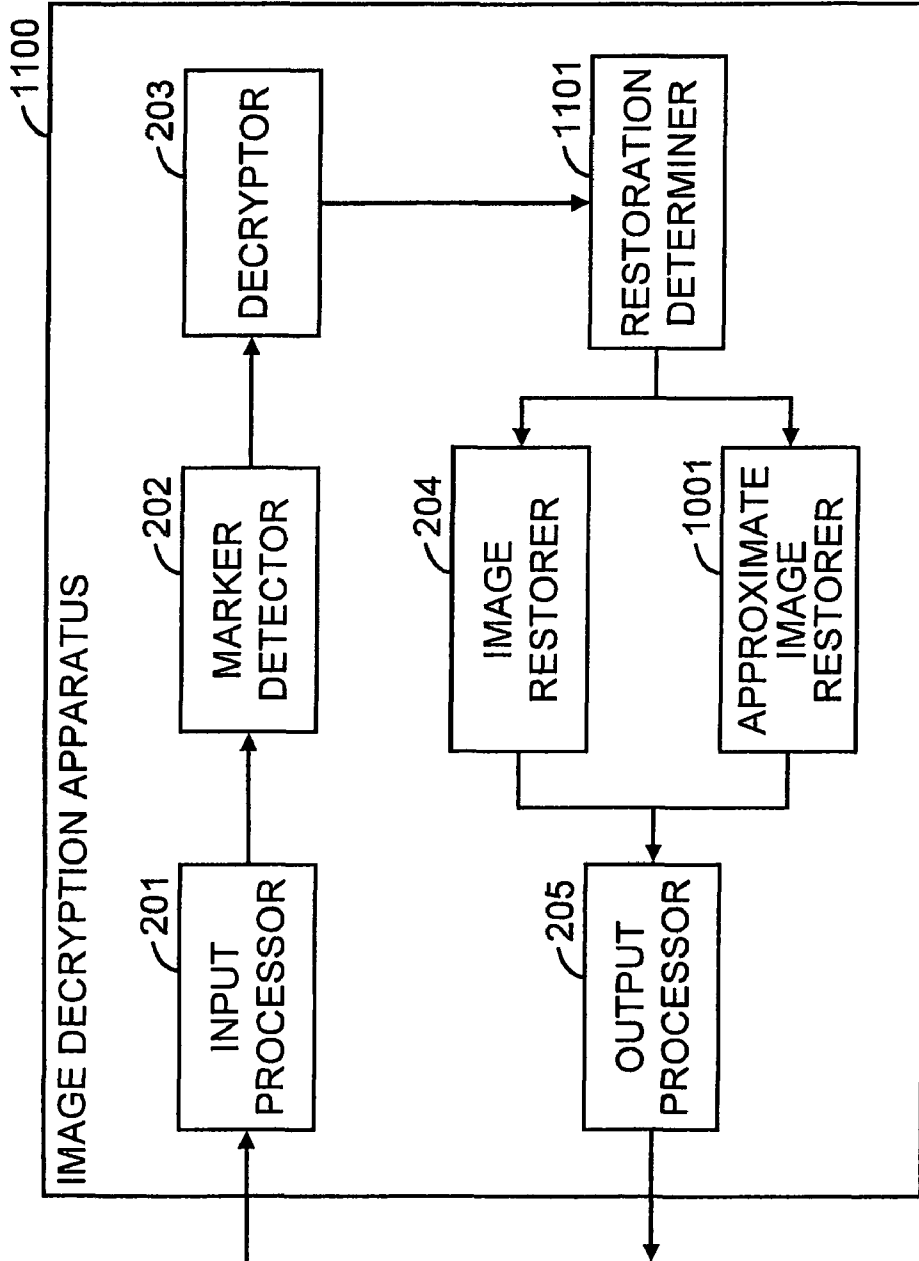 1100
IMAGE DECRYPTION APPARATUS
201
INPUT
PROCESSOR
202
MARKER
DETECTOR
203
DECRYPTOR
1101
RESTORATION
DETERMINER
204
IMAGE
RESTORER
1001
APPROXIMATE
IMAGE
RESTORER
205
OUTPUT
PROCESSOR